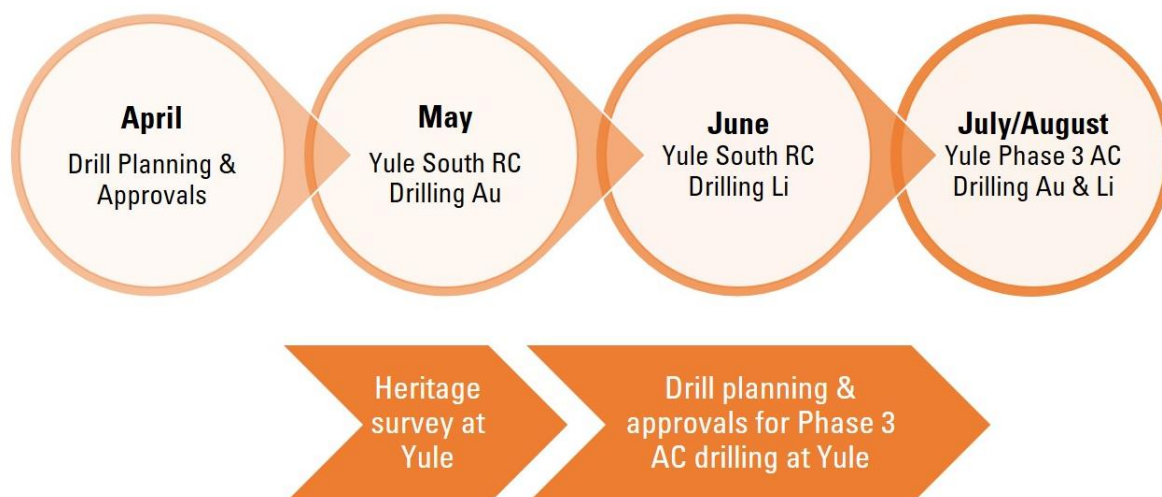 April
Drill Planning &
Approvals
May
Yule South RC
Drilling Au
June
Yule South RC
Drilling Li
July/August
Yule Phase 3 AC
Drilling Au & Li
Heritage
survey at
Yule
Drill planning &
approvals for Phase 3
AC drilling at Yule